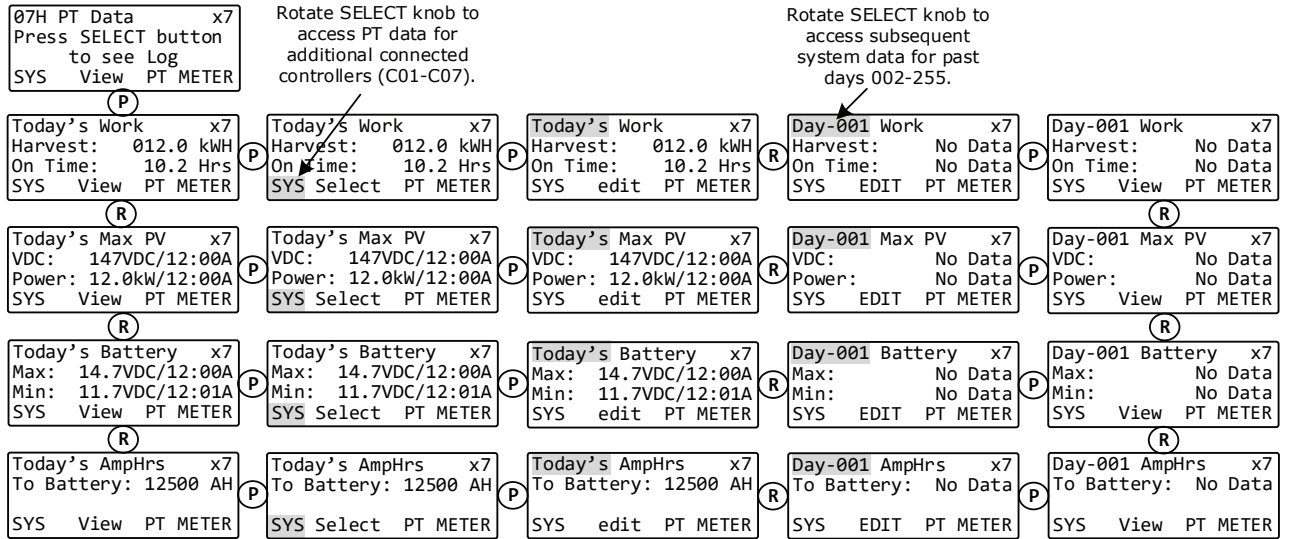 07H PT Data x7
Press SELECT button
to see Log
SYS View PT METER
Rotate SELECT knob to
access PT data for
additional connected
controllers (C01-C07).
Rotate SELECT knob to
access subsequent
system data for past
days 002-255.
P
Today's Work x7
Harvest: 012.0 kWH
On Time: 10.2 Hrs
SYS View PT METER
P
Today's Work x7
Harvest: 012.0 kWH
On Time: 10.2 Hrs
SYS Select PT METER
P
Today's Work x7
Harvest: 012.0 kWH
On Time: 10.2 Hrs
SYS edit PT METER
R
Day-001 Work x7
Harvest: No Data
On Time: No Data
SYS EDIT PT METER
P
Day-001 Work x7
Harvest: No Data
On Time: No Data
SYS View PT METER
R
R
Today's Max PV x7
VDC: 147VDC/12:00A
Power: 12.0kW/12:00A
SYS View PT METER
P
Today's Max PV x7
VDC: 147VDC/12:00A
Power: 12.0kW/12:00A
SYS Select PT METER
P
Today's Max PV x7
VDC: 147VDC/12:00A
Power: 12.0kW/12:00A
SYS edit PT METER
R
Day-001 Max PV x7
VDC: No Data
Power: No Data
SYS EDIT PT METER
P
Day-001 Max PV x7
VDC: No Data
Power: No Data
SYS View PT METER
R
R
Today's Battery x7
Max: 14.7VDC/12:00A
Min: 11.7VDC/12:01A
SYS View PT METER
P
Today's Battery x7
Max: 14.7VDC/12:00A
Min: 11.7VDC/12:01A
SYS Select PT METER
P
Today's Battery x7
Max: 14.7VDC/12:00A
Min: 11.7VDC/12:01A
SYS edit PT METER
R
Day-001 Battery x7
Max: No Data
Min: No Data
SYS EDIT PT METER
P
Day-001 Battery x7
Max: No Data
Min: No Data
SYS View PT METER
R
R
Today's AmpHrs x7
To Battery: 12500 AH
SYS View PT METER
P
Today's AmpHrs x7
To Battery: 12500 AH
SYS Select PT METER
P
Today's AmpHrs x7
To Battery: 12500 AH
SYS edit PT METER
R
Day-001 AmpHrs x7
To Battery: No Data
SYS EDIT PT METER
P
Day-001 AmpHrs x7
To Battery: No Data
SYS View PT METER